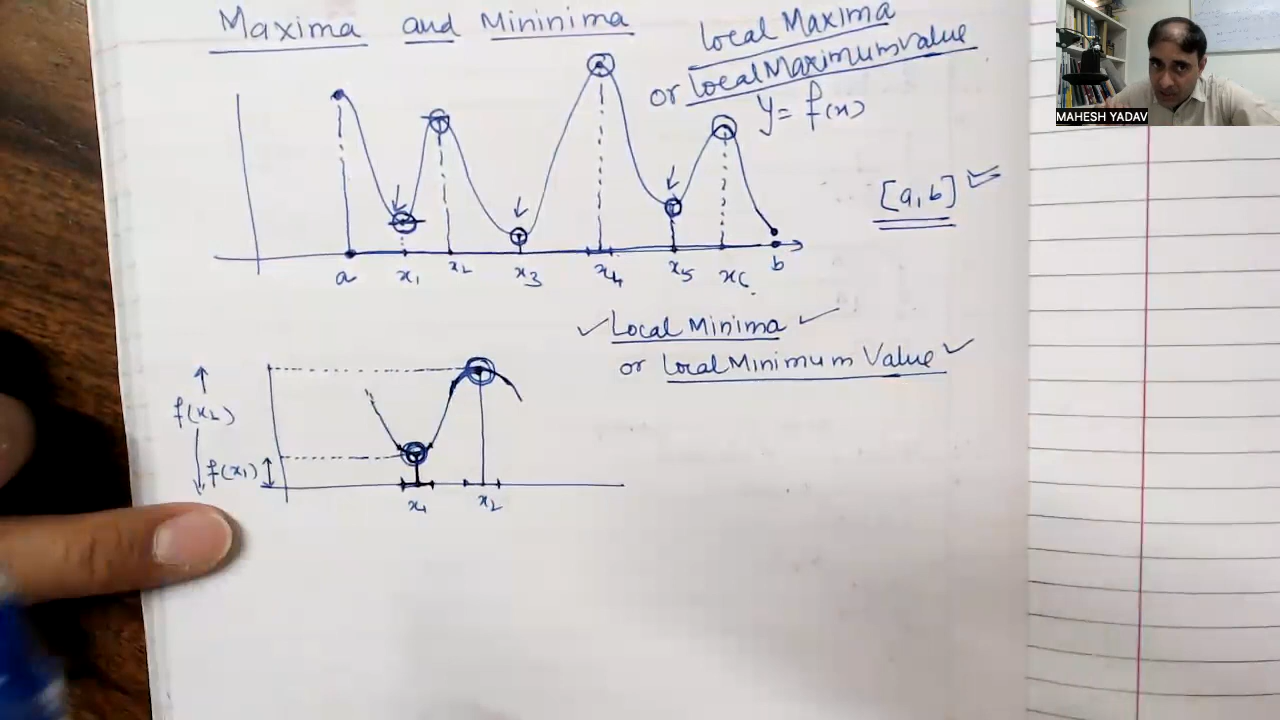 Maxima and Mininima
Local Maxima
or Local Maximum Value
y = f(x)
[a, b]
a x₁ x₂ x₃ x₄ x₅ x₆ b
Local Minima
or Local Minimum Value
f(x₂)
f(x₁)
x₁ x₂
MAHESH YADAV